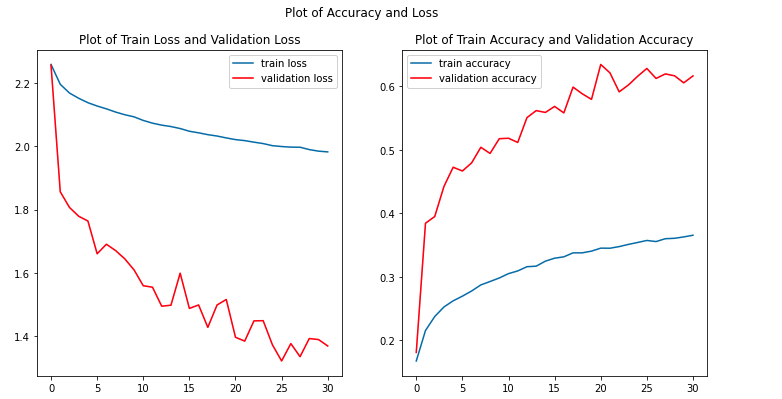 Plot of Accuracy and Loss
Plot of Train Loss and Validation Loss
train loss
validation loss
2.2
2.0
1.8
1.6
1.4
0 5 10 15 20 25 30
Plot of Train Accuracy and Validation Accuracy
train accuracy
validation accuracy
0.6
0.5
0.4
0.3
0.2
0 5 10 15 20 25 30